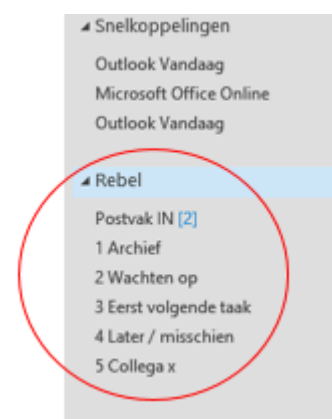 Snelkoppelingen
Outlook Vandaag
Microsoft Office Online
Outlook Vandaag
Rebel
Postvak IN [2]
1 Archief
2 Wachten op
3 Eerst volgende taak
4 Later / misschien
5 Collega x